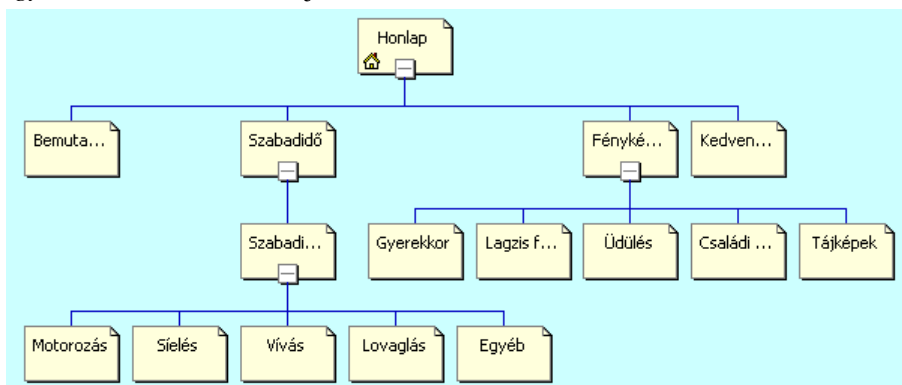 Honlap
Bemuta...
Szabadidő
Fényké...
Kedven...
Szabadi...
Gyerekkor
Lagzis f...
Üdülés
Családi ...
Tájképek
Motorozás
Síelés
Vívás
Lovaglás
Egyéb